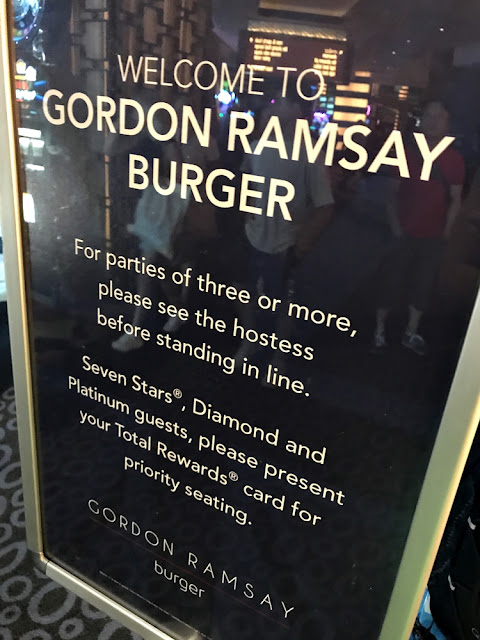 WELCOME TO
GORDON RAMSAY
BURGER
For parties of three or more,
please see the hostess
before standing in line.
Seven Stars®, Diamond and
Platinum guests, please present
your Total Rewards® card for
priority seating.
GORDON RAMSAY
burger